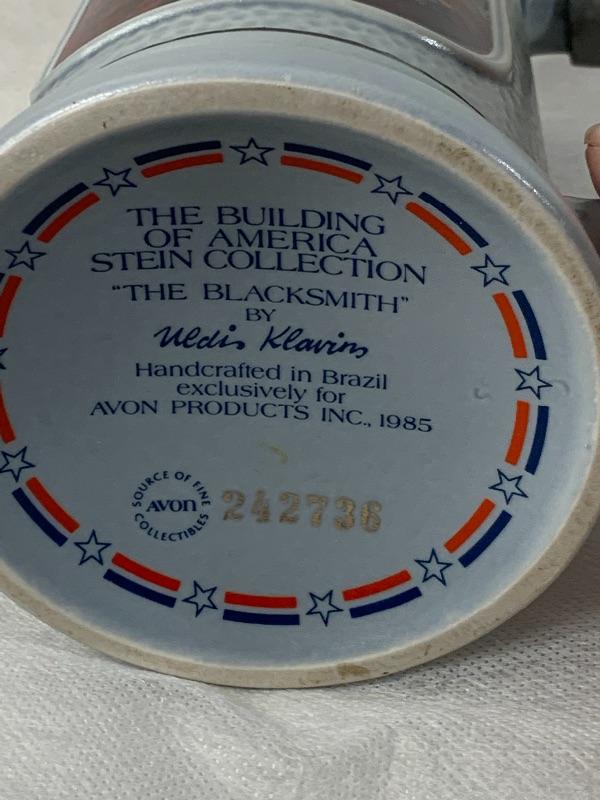 THE BUILDING
OF AMERICA
STEIN COLLECTION
"THE BLACKSMITH"
BY
Uldis Klavins
Handcrafted in Brazil
exclusively for
AVON PRODUCTS INC., 1985
SOURCE OF FINE
AVON
COLLECTIBLES
242736